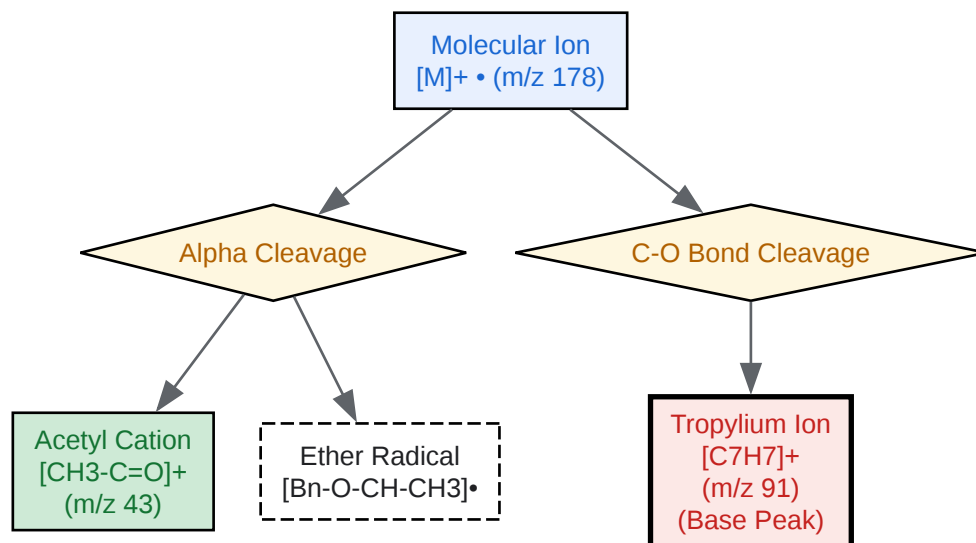 Molecular Ion
[M]+ • (m/z 178)
Alpha Cleavage
C-O Bond Cleavage
Acetyl Cation
[CH3-C=O]+
(m/z 43)
Ether Radical
[Bn-O-CH-CH3]•
Tropylium Ion
[C7H7]+
(m/z 91)
(Base Peak)